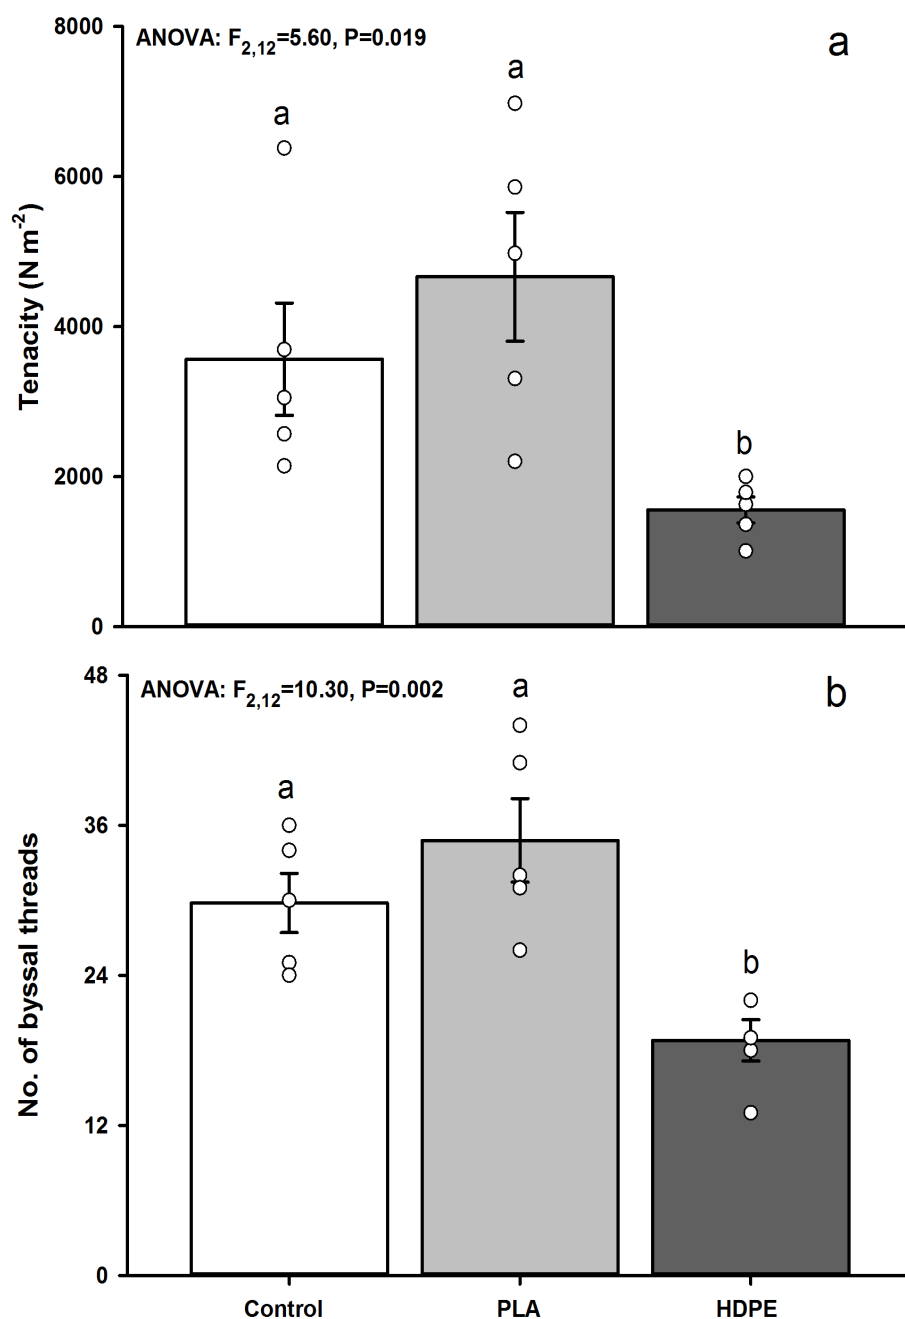 8000
ANOVA: F2,12=5.60, P=0.019
a
a
a
6000
Tenacity (N m-2)
4000
b
2000
0
48
ANOVA: F2,12=10.30, P=0.002
a
b
a
36
No. of byssal threads
b
24
12
0
Control PLA HDPE